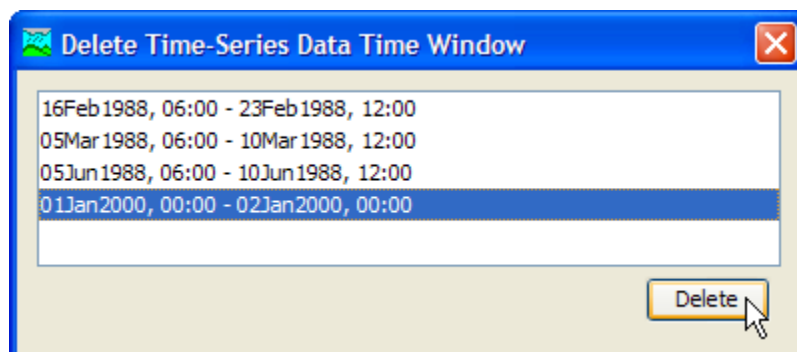 Delete Time-Series Data Time Window
16Feb1988, 06:00 - 23Feb1988, 12:00
05Mar1988, 06:00 - 10Mar1988, 12:00
05Jun1988, 06:00 - 10Jun1988, 12:00
01Jan2000, 00:00 - 02Jan2000, 00:00
Delete